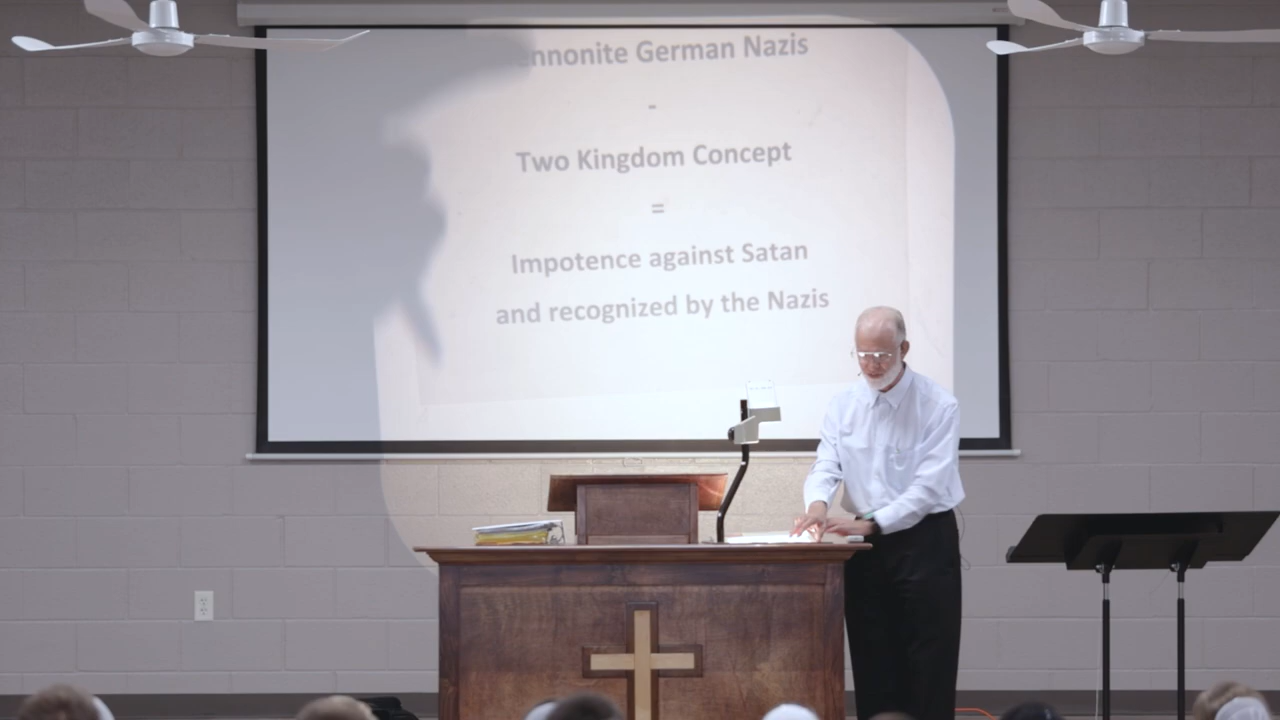 ennonite German Nazis
-
Two Kingdom Concept
=
Impotence against Satan
and recognized by the Nazis